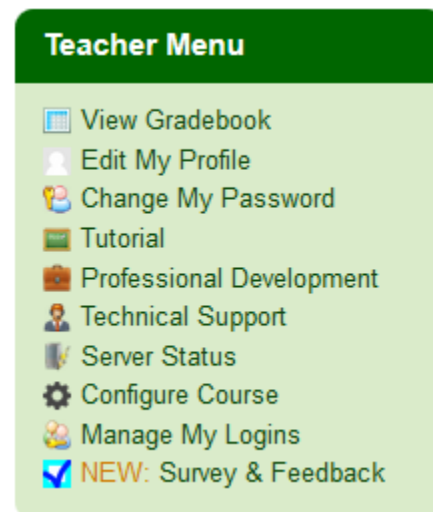 Teacher Menu
View Gradebook
Edit My Profile
Change My Password
Tutorial
Professional Development
Technical Support
Server Status
Configure Course
Manage My Logins
NEW: Survey & Feedback